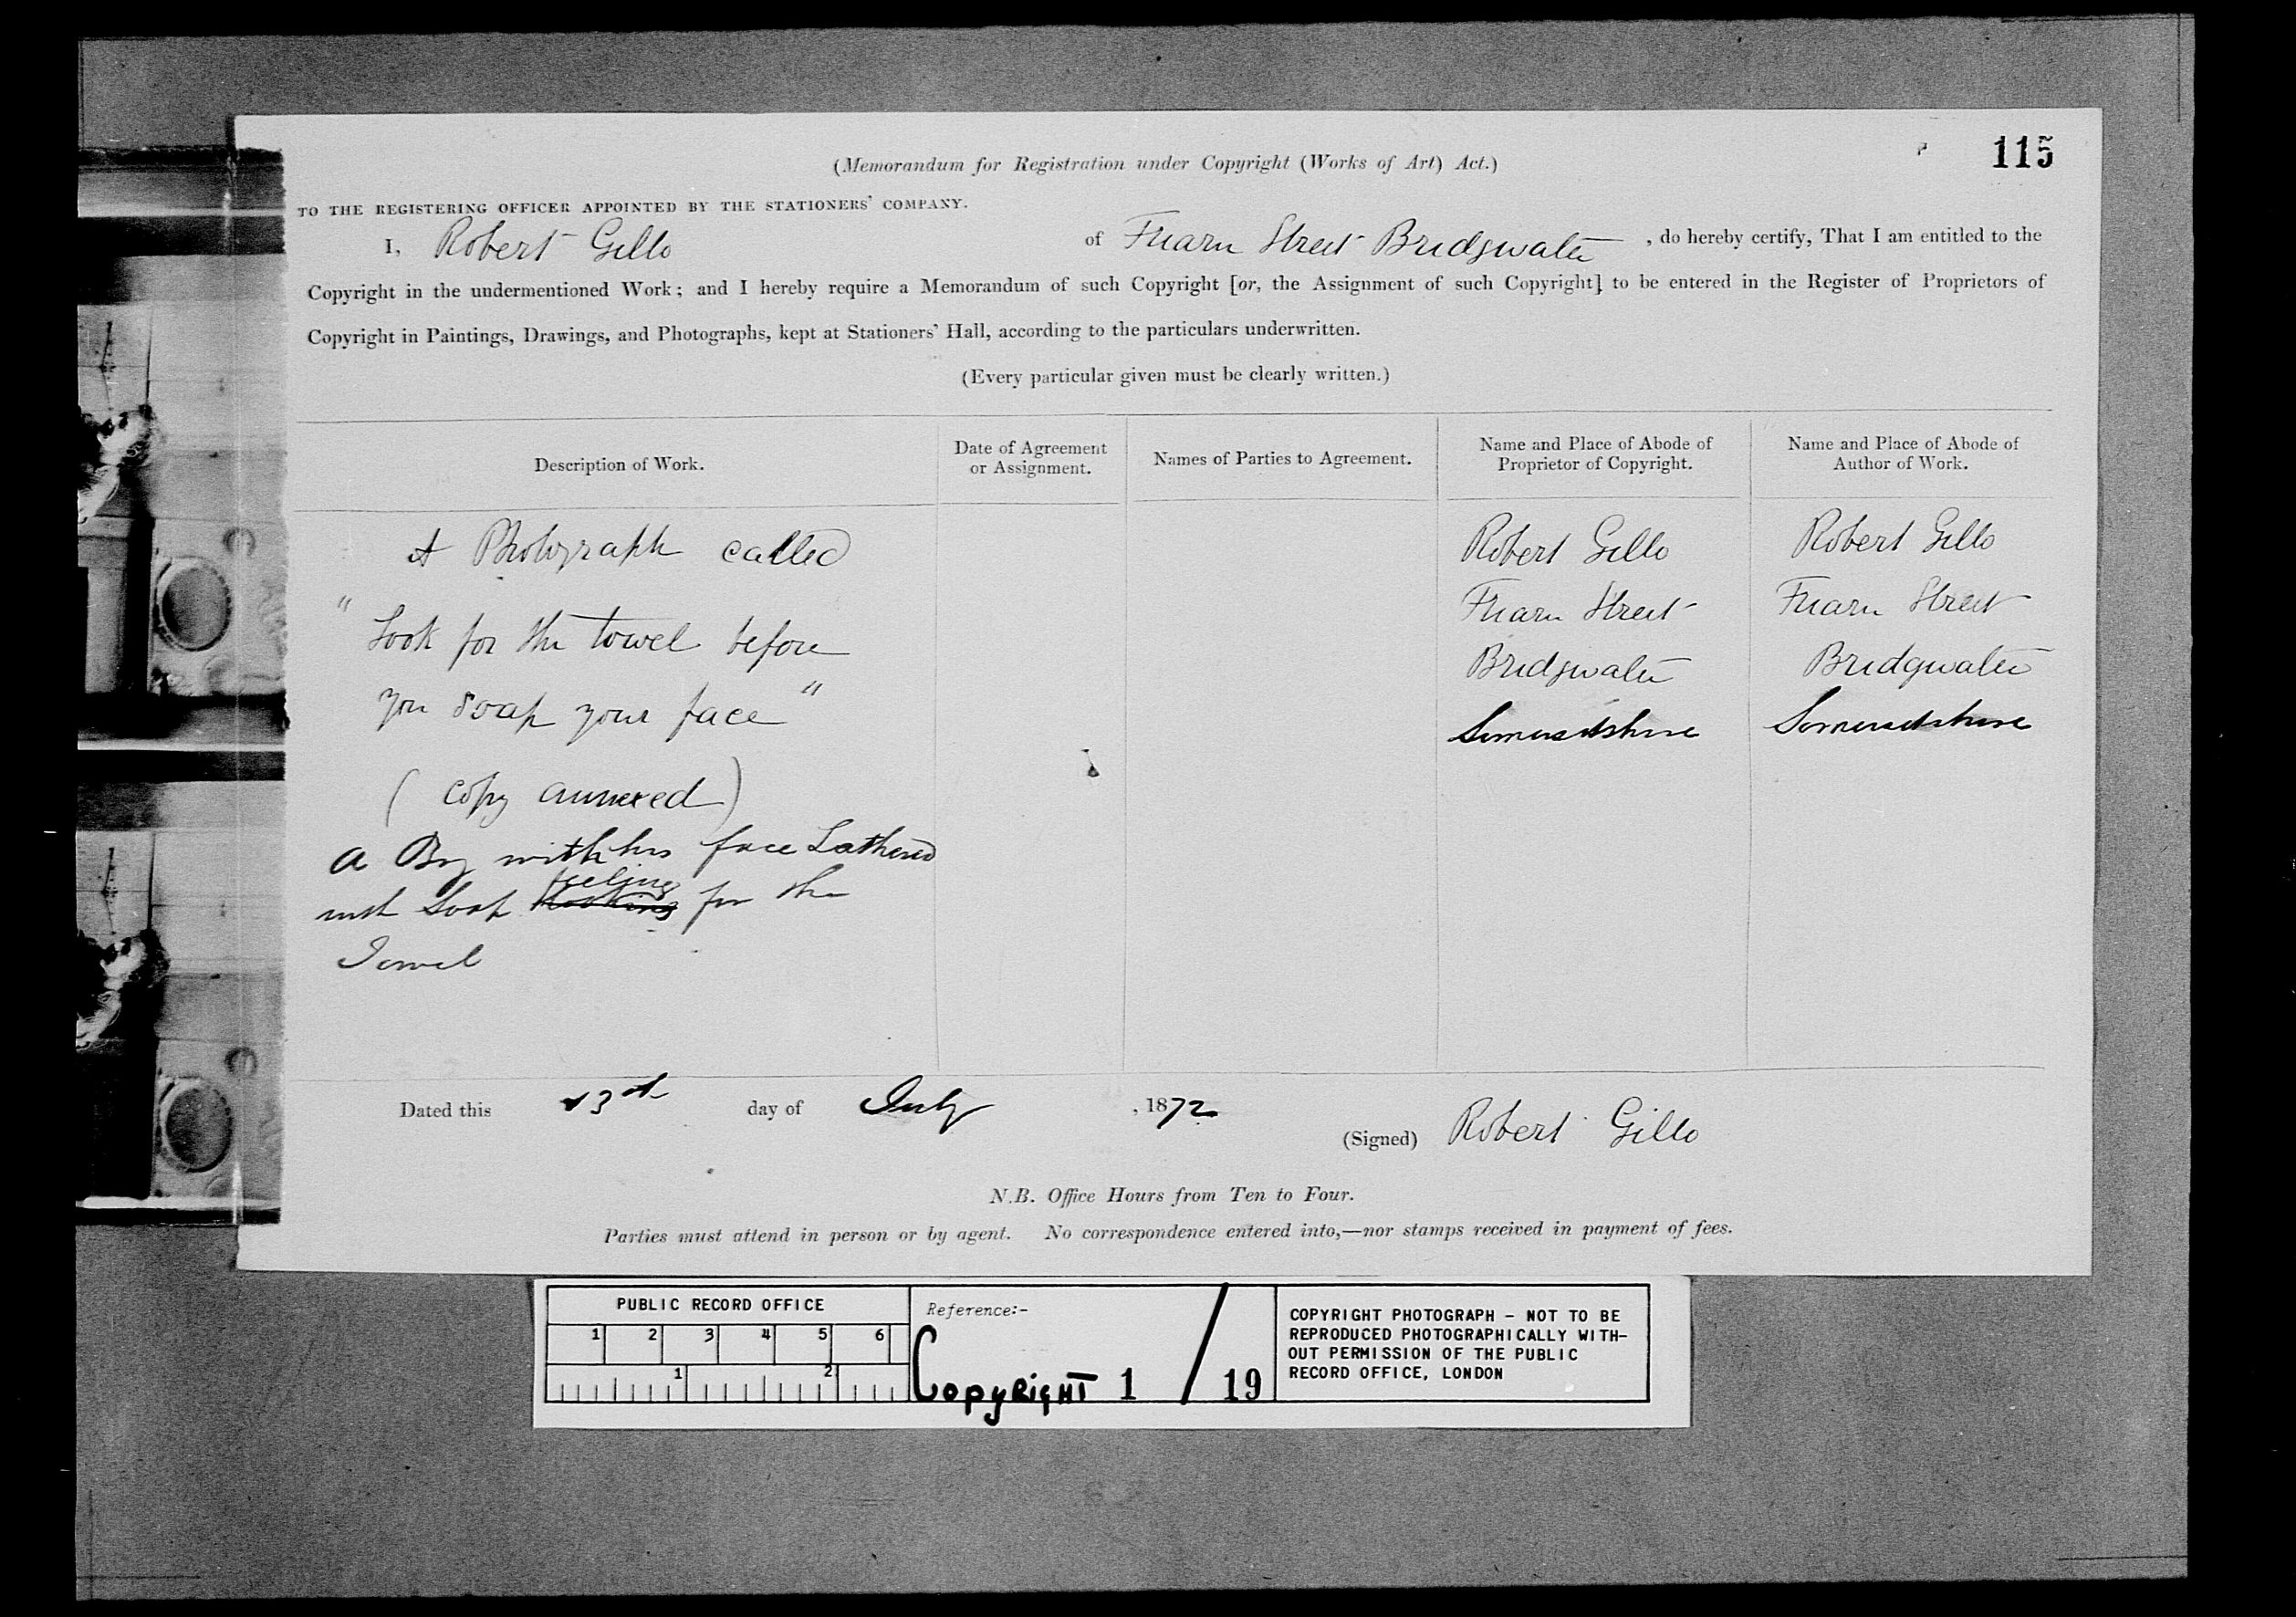 115
(Memorandum for Registration under Copyright (Works of Art) Act.)
TO THE REGISTERING OFFICER APPOINTED BY THE STATIONERS' COMPANY.
I, Robert Gillo of Friarn Street Bridgwater, do hereby certify, That I am entitled to the
Copyright in the undermentioned Work; and I hereby require a Memorandum of such Copyright [or, the Assignment of such Copyright] to be entered in the Register of Proprietors of
Copyright in Paintings, Drawings, and Photographs, kept at Stationers' Hall, according to the particulars underwritten.
(Every particular given must be clearly written.)
Description of Work.
Date of Agreement
or Assignment.
Names of Parties to Agreement.
Name and Place of Abode of
Proprietor of Copyright.
Name and Place of Abode of
Author of Work.
A Photograph called
"Look for the towel before
you soap your face"
(copy annexed)
a Boy with his face Lathered
with Soap feeling for the
Towel
Robert Gillo
Friarn Street
Bridgwater
Somersetshire
Robert Gillo
Friarn Street
Bridgwater
Somersetshire
Dated this 13th day of July, 1872
(Signed) Robert Gillo
N.B. Office Hours from Ten to Four.
Parties must attend in person or by agent. No correspondence entered into,—nor stamps received in payment of fees.
PUBLIC RECORD OFFICE
1 2 3 4 5 6
1 2
Reference:-
Copyright 1 / 19
COPYRIGHT PHOTOGRAPH - NOT TO BE
REPRODUCED PHOTOGRAPHICALLY WITH-
OUT PERMISSION OF THE PUBLIC
RECORD OFFICE, LONDON